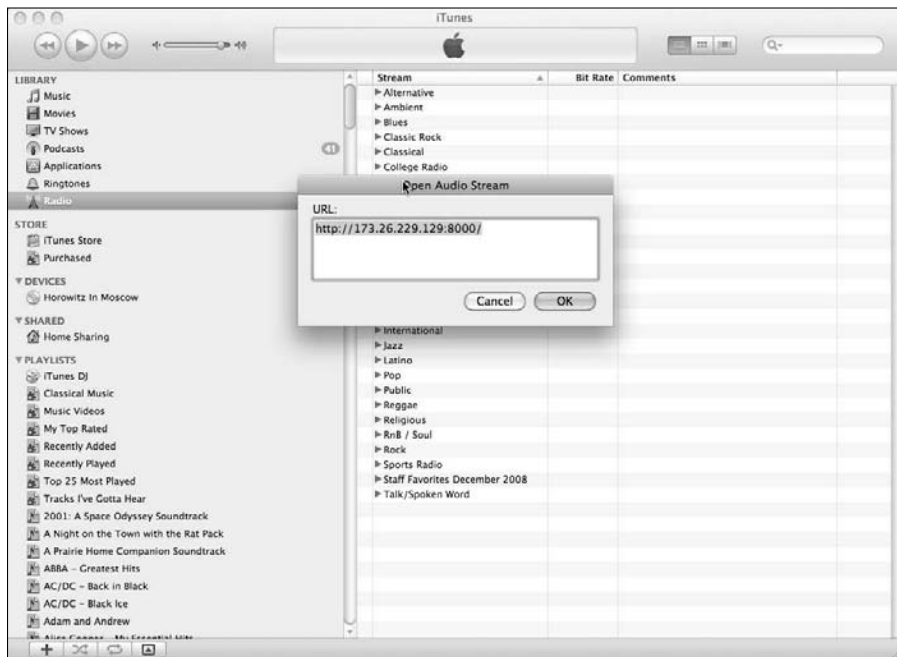 iTunes
LIBRARY
Music
Movies
TV Shows
Podcasts
Applications
Ringtones
Radio
STORE
iTunes Store
Purchased
DEVICES
Horowitz In Moscow
SHARED
Home Sharing
PLAYLISTS
iTunes DJ
Classical Music
Music Videos
My Top Rated
Recently Added
Recently Played
Top 25 Most Played
Tracks I've Gotta Hear
2001: A Space Odyssey Soundtrack
A Night on the Town with the Rat Pack
A Prairie Home Companion Soundtrack
ABBA – Greatest Hits
AC/DC – Back in Black
AC/DC – Black Ice
Adam and Andrew
Stream Bit Rate Comments
Alternative
Ambient
Blues
Classic Rock
Classical
College Radio
Open Audio Stream
URL:
http://173.26.229.129:8000/
Cancel OK
International
Jazz
Latino
Pop
Public
Reggae
Religious
RnB / Soul
Rock
Sports Radio
Staff Favorites December 2008
Talk/Spoken Word